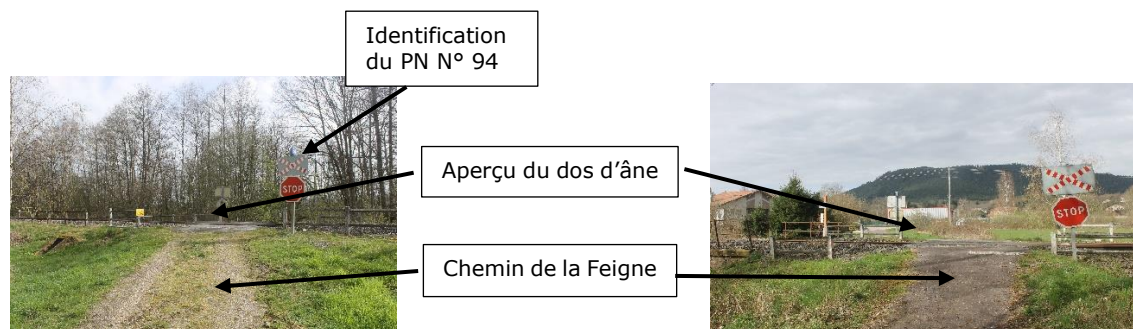 Identification
du PN N° 94
Aperçu du dos d'âne
Chemin de la Feigne
STOP
STOP